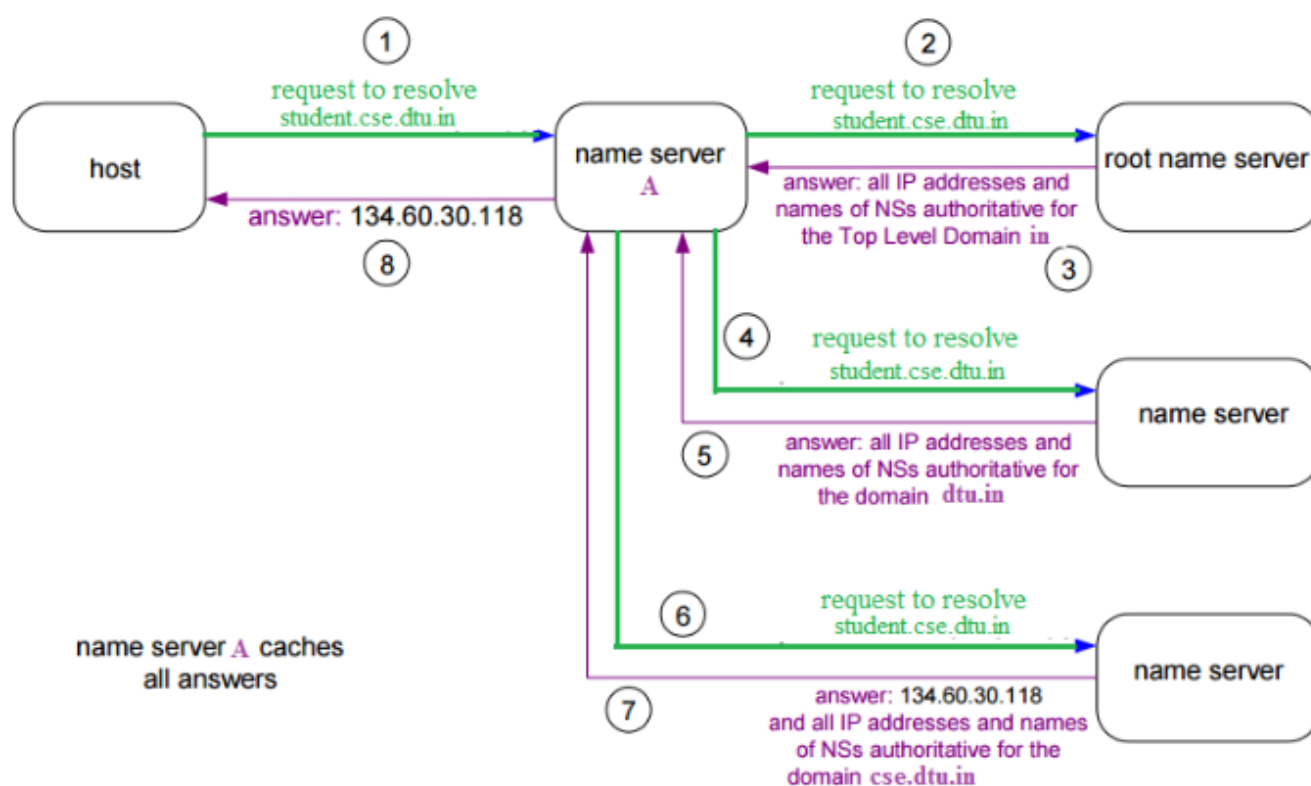 1
request to resolve
student.cse.dtu.in
host
answer: 134.60.30.118
8
name server
A
2
request to resolve
student.cse.dtu.in
root name server
answer: all IP addresses and
names of NSs authoritative for
the Top Level Domain in
3
4
request to resolve
student.cse.dtu.in
name server
5
answer: all IP addresses and
names of NSs authoritative for
the domain dtu.in
6
request to resolve
student.cse.dtu.in
name server
7
answer: 134.60.30.118
and all IP addresses and names
of NSs authoritative for the
domain cse.dtu.in
name server A caches
all answers